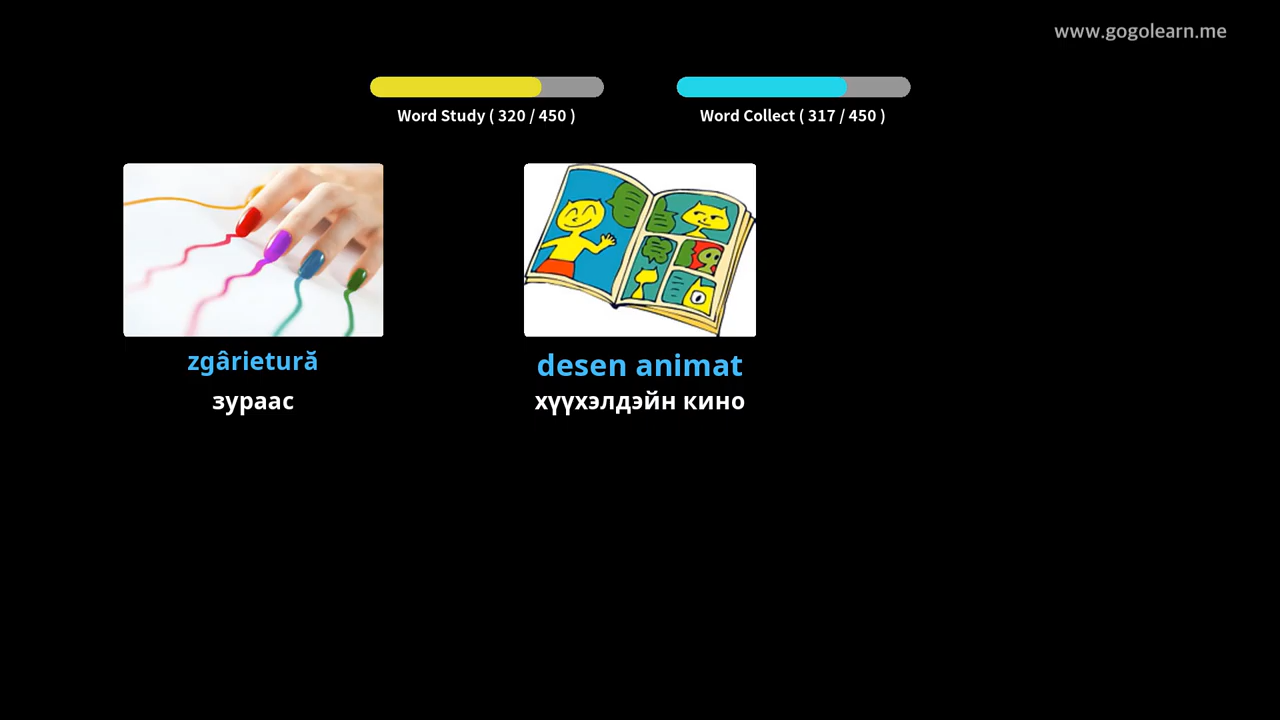 www.gogolearn.me
Word Study ( 320 / 450 )
Word Collect ( 317 / 450 )
zgârietură
зураас
desen animat
хүүхэлдэйн кино